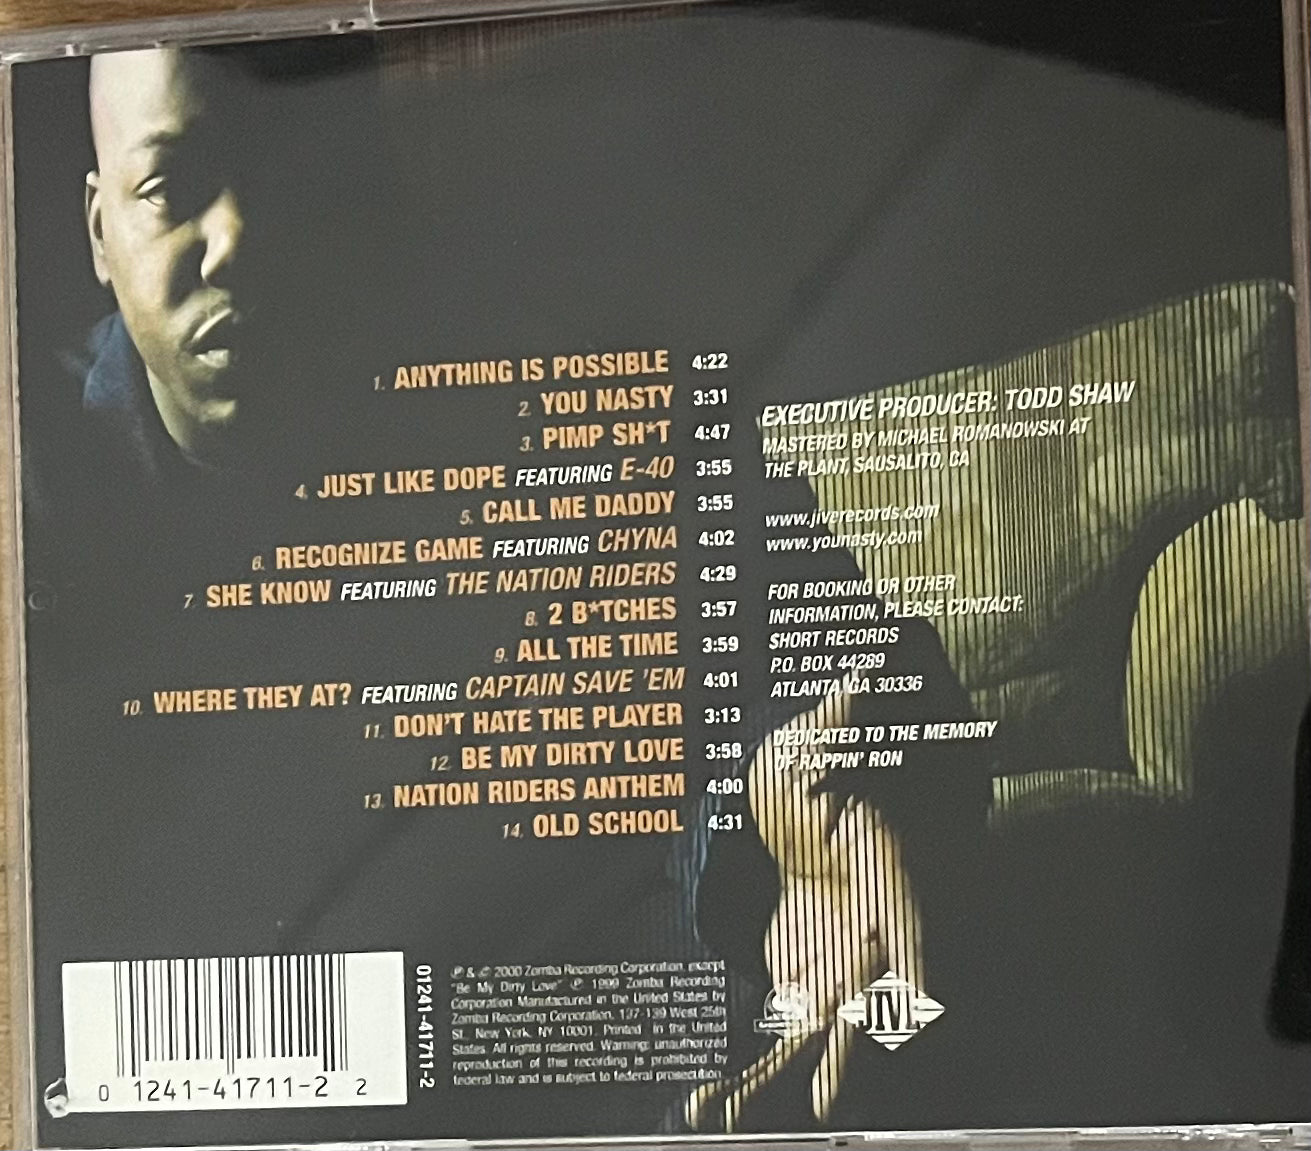 1. ANYTHING IS POSSIBLE 4:22
2. YOU NASTY 3:31
3. PIMP SH*T 4:47
4. JUST LIKE DOPE FEATURING E-40 3:55
5. CALL ME DADDY 3:55
6. RECOGNIZE GAME FEATURING CHYNA 4:02
7. SHE KNOW FEATURING THE NATION RIDERS 4:29
8. 2 B*TCHES 3:57
9. ALL THE TIME 3:59
10. WHERE THEY AT? FEATURING CAPTAIN SAVE 'EM 4:01
11. DON'T HATE THE PLAYER 3:13
12. BE MY DIRTY LOVE 3:58
13. NATION RIDERS ANTHEM 4:00
14. OLD SCHOOL 4:31
EXECUTIVE PRODUCER: TODD SHAW
MASTERED BY MICHAEL ROMANOWSKI AT
THE PLANT, SAUSALITO, CA
www.jiverecords.com
www.younasty.com
FOR BOOKING OR OTHER
INFORMATION, PLEASE CONTACT:
SHORT RECORDS
P.O. BOX 44289
ATLANTA, GA 30336
DEDICATED TO THE MEMORY
OF RAPPIN' RON
0 1241-41711-2 2
01241-41711-2
℗ & © 2000 Zomba Recording Corporation, except
"Be My Dirty Love" ℗ 1999 Zomba Recording
Corporation Manufactured in the United States by
Zomba Recording Corporation, 137-139 West 25th
St., New York, NY 10001. Printed in the United
States. All rights reserved. Warning: unauthorized
reproduction of this recording is prohibited by
federal law and is subject to federal prosecution.
JIVE